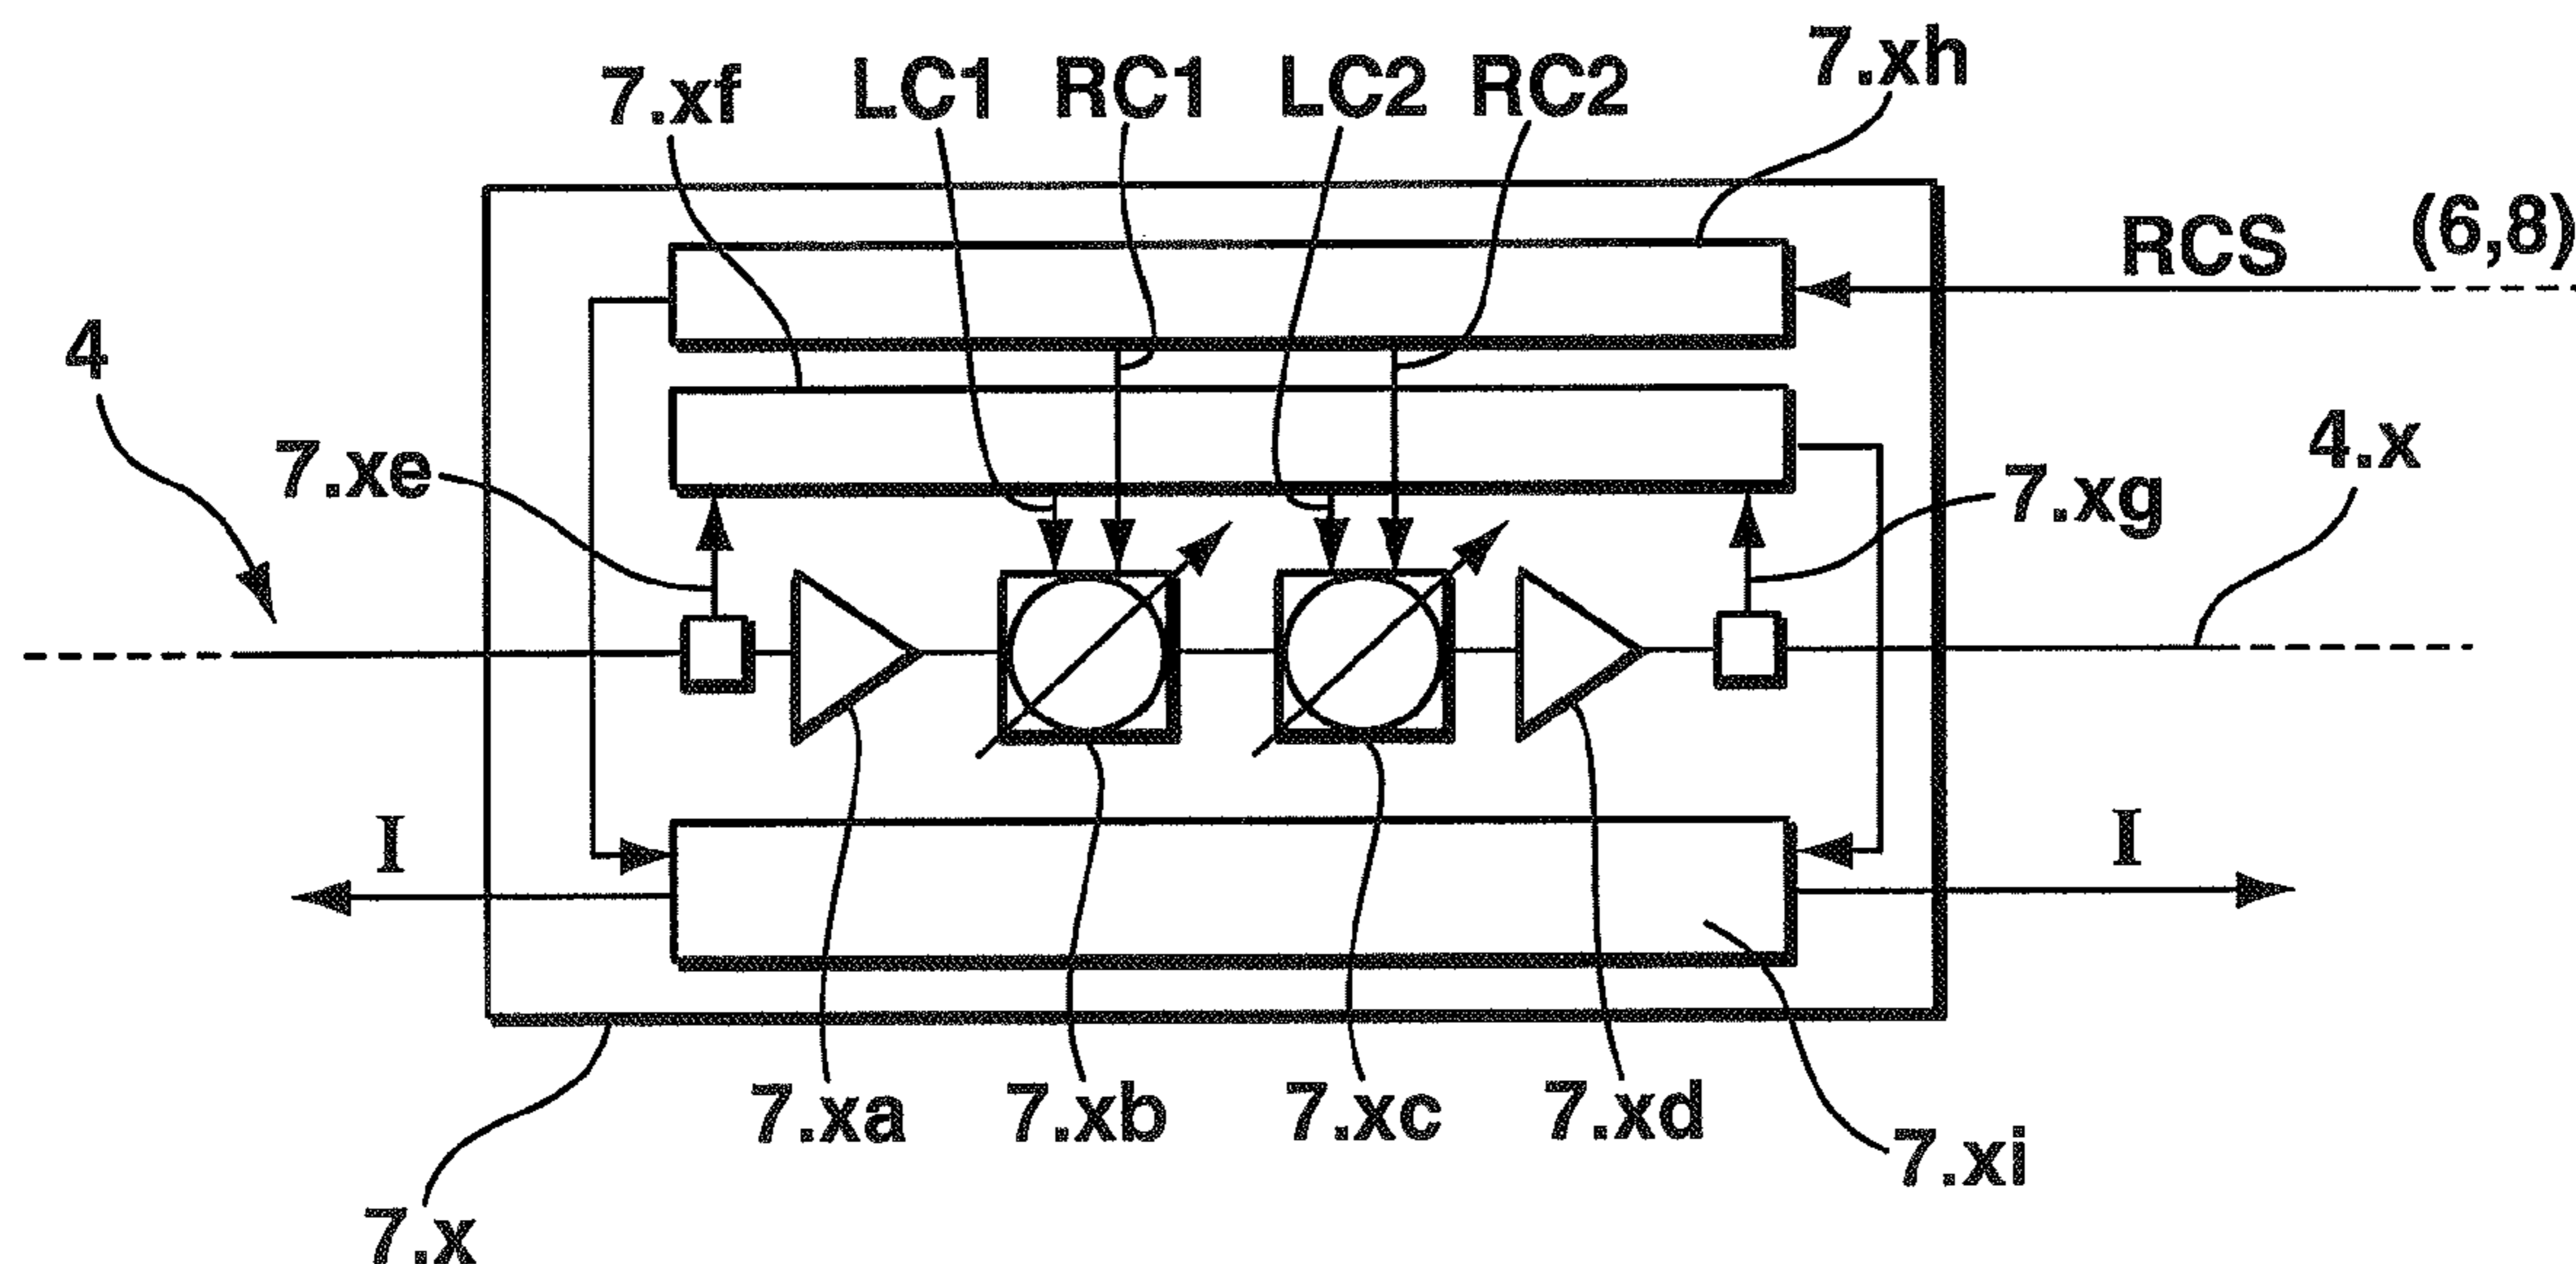 7.xf LC1 RC1 LC2 RC2 7.xh
RCS (6,8)
4
7.xe 4.x
7.xg
I I
7.xa 7.xb 7.xc 7.xd
7.xi
7.x